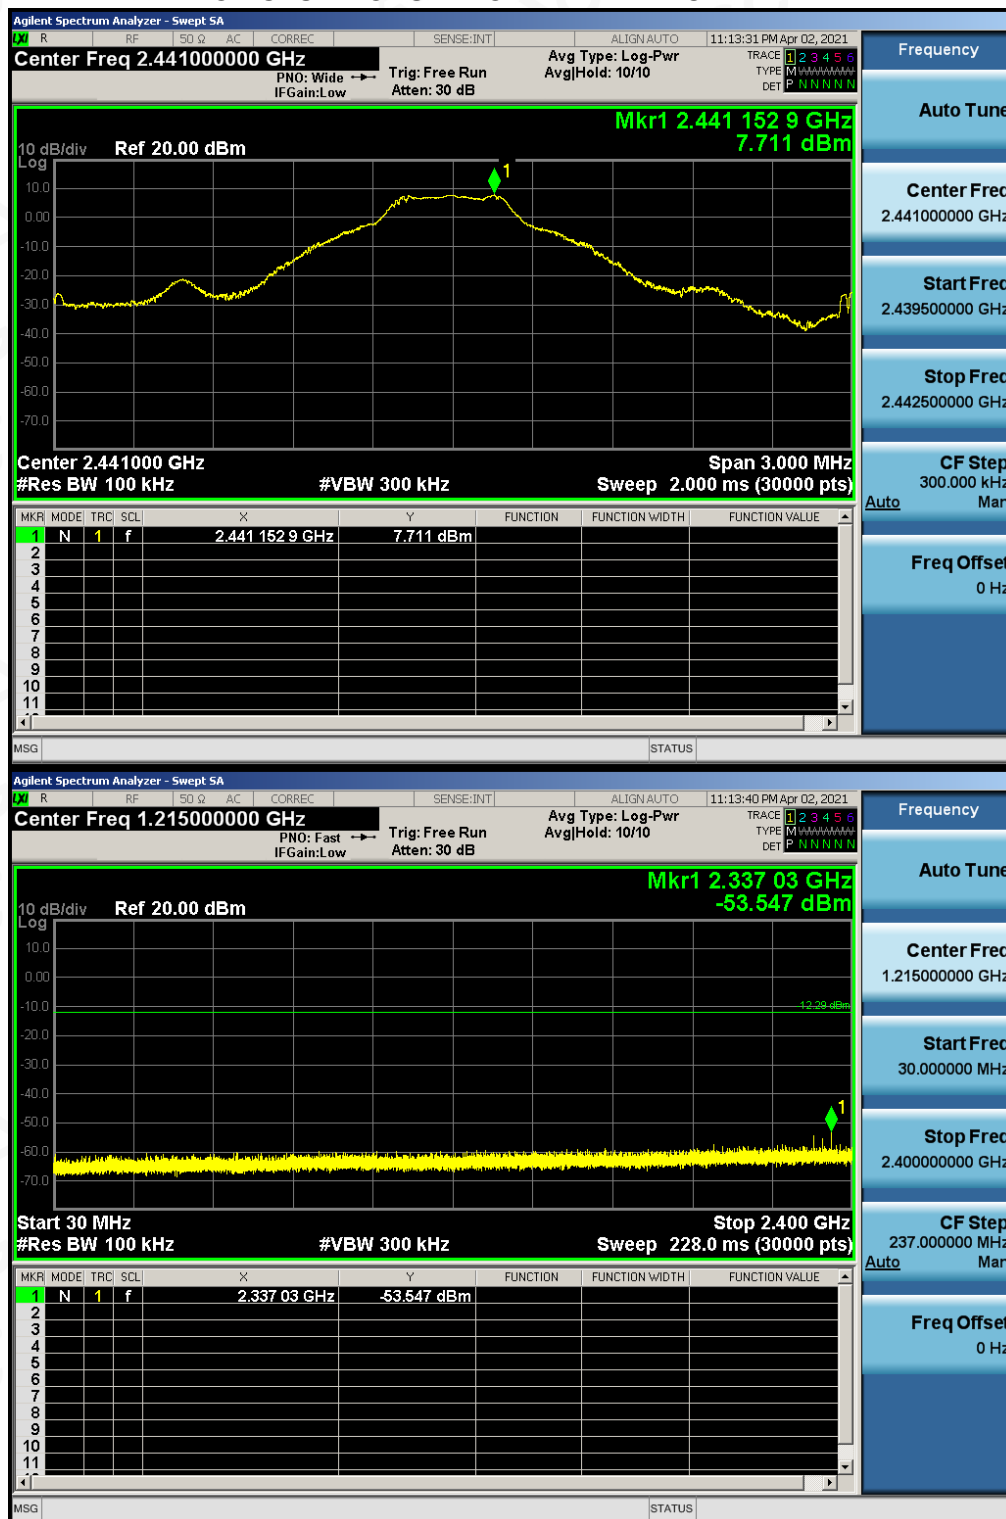 Agilent Spectrum Analyzer - Swept SA
LXI R RF 50 Ω AC CORREC SENSE:INT ALIGNAUTO 11:13:31 PM Apr 02, 2021
Center Freq 2.441000000 GHz
PNO: Wide
IFGain:Low
Trig: Free Run
Atten: 30 dB
Avg Type: Log-Pwr
Avg|Hold: 10/10
TRACE 1 2 3 4 5 6
TYPE M
DET P N N N N N
Frequency
Auto Tune
Mkr1 2.441 152 9 GHz
7.711 dBm
10 dB/div Ref 20.00 dBm
Log
10.0
0.00
-10.0
-20.0
-30.0
-40.0
-50.0
-60.0
-70.0
1
Center 2.441000 GHz Span 3.000 MHz
#Res BW 100 kHz #VBW 300 kHz Sweep 2.000 ms (30000 pts)
Center Freq
2.441000000 GHz
Start Freq
2.439500000 GHz
Stop Freq
2.442500000 GHz
CF Step
300.000 kHz
Auto Man
Freq Offset
0 Hz
MKR MODE TRC SCL X Y FUNCTION FUNCTION WIDTH FUNCTION VALUE
1 N 1 f 2.441 152 9 GHz 7.711 dBm
2
3
4
5
6
7
8
9
10
11
MSG STATUS
Agilent Spectrum Analyzer - Swept SA
LXI R RF 50 Ω AC CORREC SENSE:INT ALIGNAUTO 11:13:40 PM Apr 02, 2021
Center Freq 1.215000000 GHz
PNO: Fast
IFGain:Low
Trig: Free Run
Atten: 30 dB
Avg Type: Log-Pwr
Avg|Hold: 10/10
TRACE 1 2 3 4 5 6
TYPE M
DET P N N N N N
Frequency
Auto Tune
Mkr1 2.337 03 GHz
-53.547 dBm
10 dB/div Ref 20.00 dBm
Log
10.0
0.00
-10.0
-20.0
-30.0
-40.0
-50.0
-60.0
-70.0
-12.29 dBm
1
Start 30 MHz Stop 2.400 GHz
#Res BW 100 kHz #VBW 300 kHz Sweep 228.0 ms (30000 pts)
Center Freq
1.215000000 GHz
Start Freq
30.000000 MHz
Stop Freq
2.400000000 GHz
CF Step
237.000000 MHz
Auto Man
Freq Offset
0 Hz
MKR MODE TRC SCL X Y FUNCTION FUNCTION WIDTH FUNCTION VALUE
1 N 1 f 2.337 03 GHz -53.547 dBm
2
3
4
5
6
7
8
9
10
11
MSG STATUS